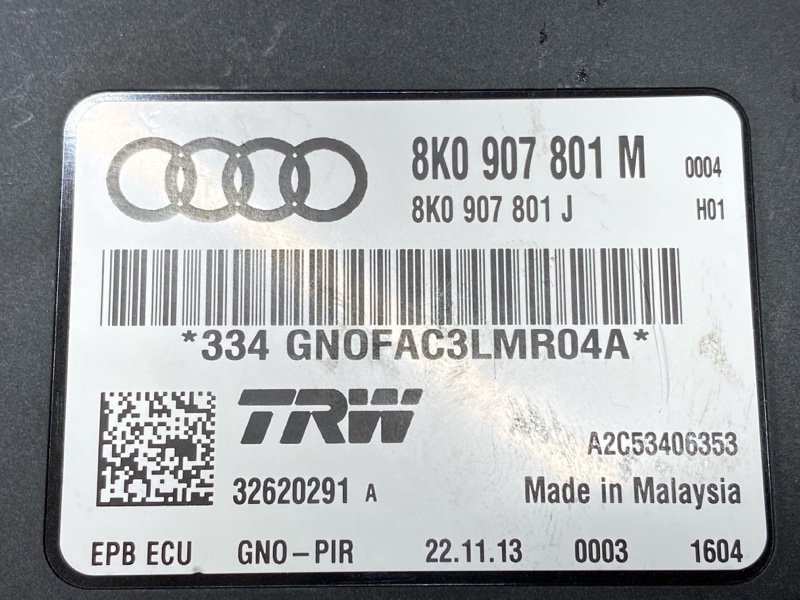 8K0 907 801 M 0004
8K0 907 801 J H01
*334 GNOFAC3LMR04A*
TRW
A2C53406353
32620291 A Made in Malaysia
EPB ECU GNO-PIR 22.11.13 0003 1604